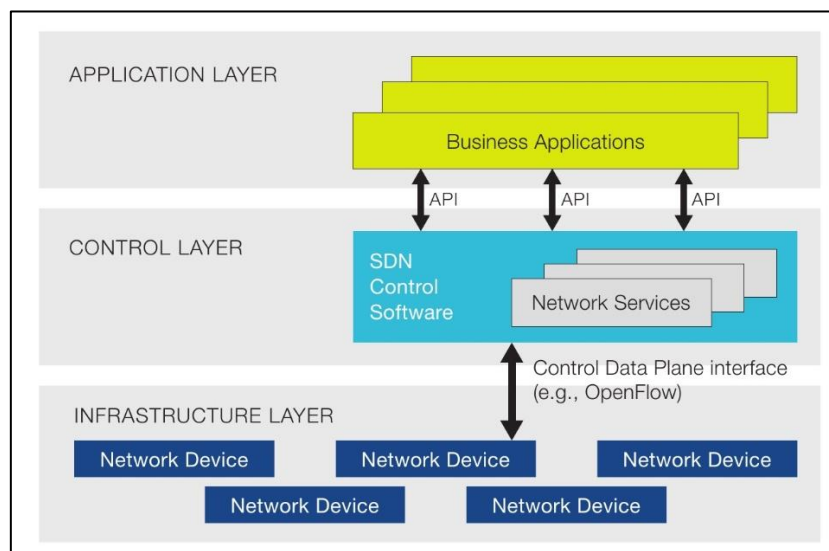 APPLICATION LAYER
Business Applications
API
API
API
CONTROL LAYER
SDN
Control
Software
Network Services
Control Data Plane interface
(e.g., OpenFlow)
INFRASTRUCTURE LAYER
Network Device
Network Device
Network Device
Network Device
Network Device